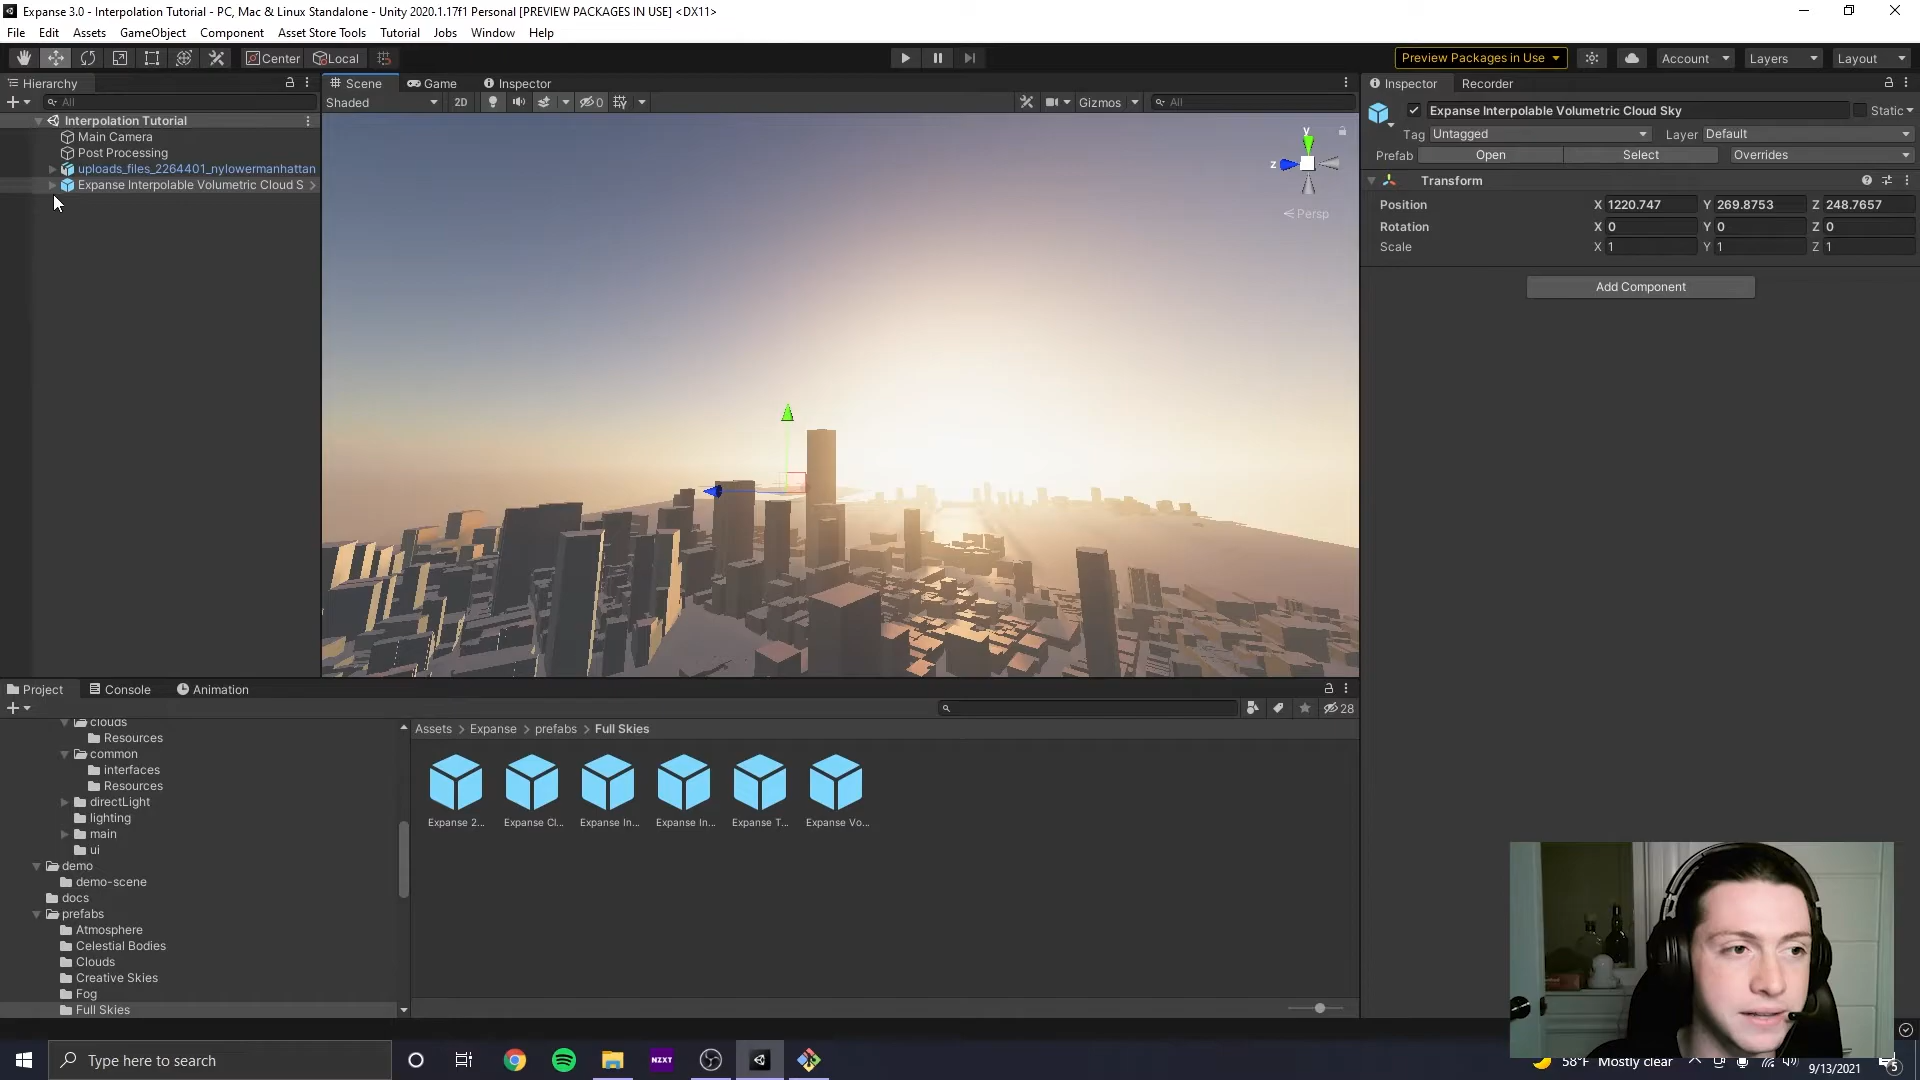 Expanse 3.0 - Interpolation Tutorial - PC, Mac & Linux Standalone - Unity 2020.1.17f1 Personal [PREVIEW PACKAGES IN USE] <DX11>
File Edit Assets GameObject Component Asset Store Tools Tutorial Jobs Window Help
Center Local Preview Packages in Use Account Layers Layout
Hierarchy
All
Interpolation Tutorial
Main Camera
Post Processing
uploads_files_2264401_nylowermanhattan
Expanse Interpolable Volumetric Cloud S
Scene Game Inspector
Shaded 2D 0 Gizmos All
y
z
Persp
Inspector Recorder
Expanse Interpolable Volumetric Cloud Sky Static
Tag Untagged Layer Default
Prefab Open Select Overrides
Transform
Position X 1220.747 Y 269.8753 Z 248.7657
Rotation X 0 Y 0 Z 0
Scale X 1 Y 1 Z 1
Add Component
Project Console Animation
28
clouds
Resources
common
interfaces
Resources
directLight
lighting
main
ui
demo
demo-scene
docs
prefabs
Atmosphere
Celestial Bodies
Clouds
Creative Skies
Fog
Full Skies
Assets > Expanse > prefabs > Full Skies
Expanse 2... Expanse Cl... Expanse In... Expanse In... Expanse T... Expanse Vo...
Type here to search
NZXT
58°F Mostly clear
9/13/2021
5